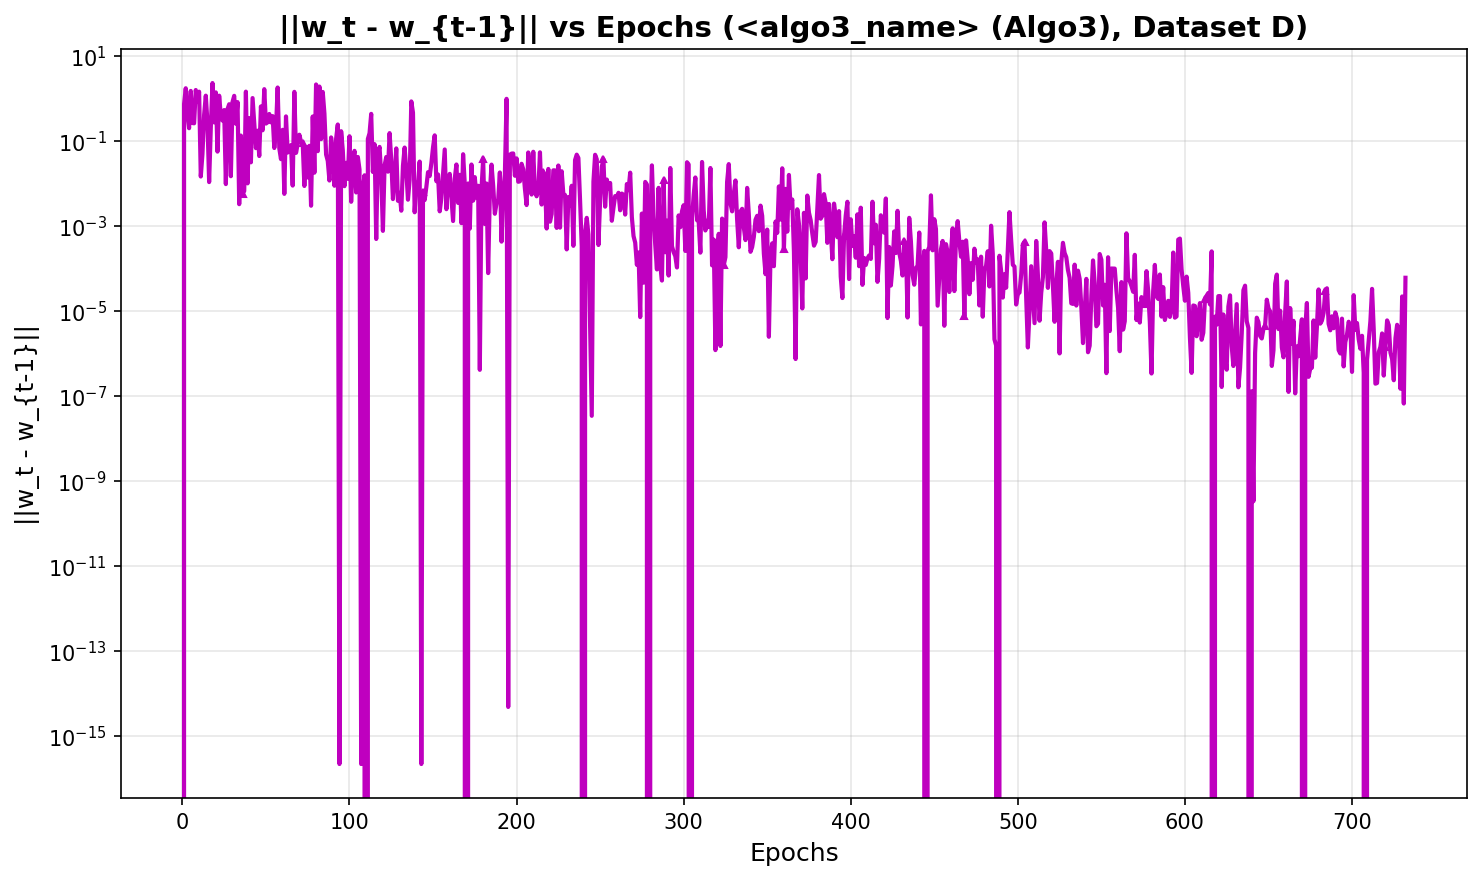 ||w_t - w_{t-1}|| vs Epochs (<algo3_name> (Algo3), Dataset D)
||w_t - w_{t-1}||
10^1
10^{-1}
10^{-3}
10^{-5}
10^{-7}
10^{-9}
10^{-11}
10^{-13}
10^{-15}
0 100 200 300 400 500 600 700
Epochs